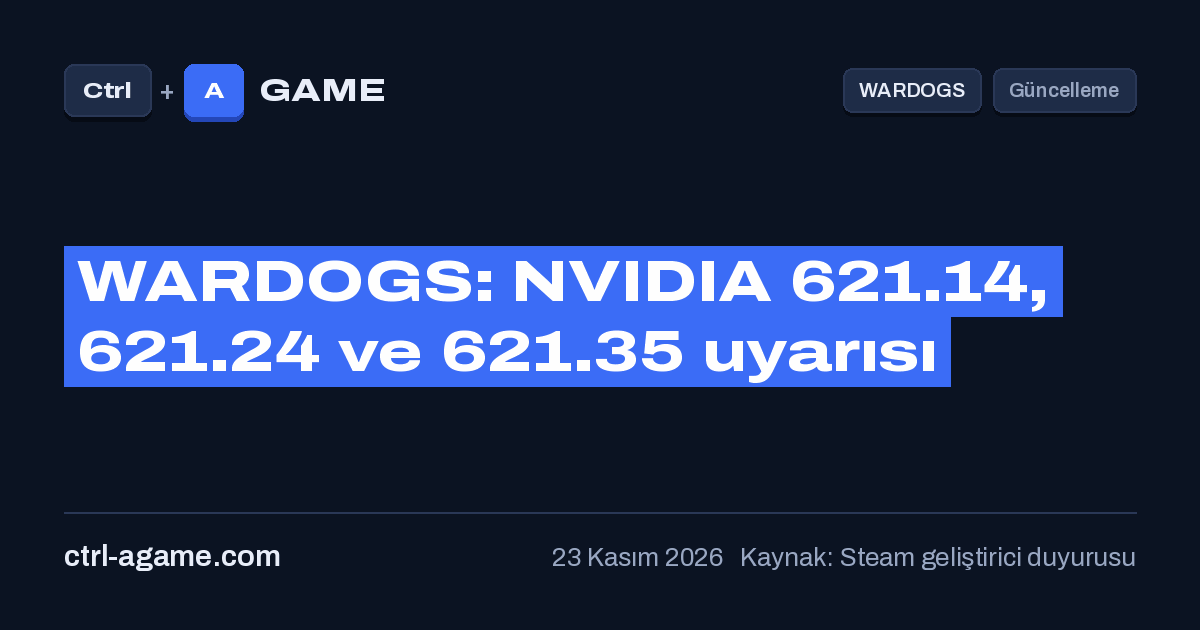 Ctrl + A GAME
WARDOGS Güncelleme
WARDOGS: NVIDIA 621.14,
621.24 ve 621.35 uyarısı
ctrl-agame.com
23 Kasım 2026 Kaynak: Steam geliştirici duyurusu